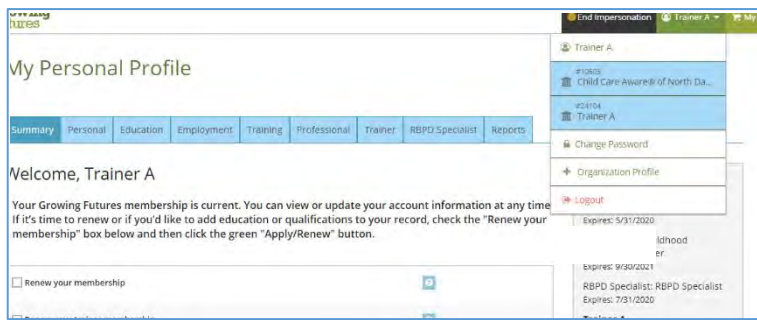 tures
End Impersonation
Trainer A
My
My Personal Profile
Trainer A
#10505
Child Care Aware® of North Da...
#24104
Trainer A
Change Password
Organization Profile
Logout
Summary
Personal
Education
Employment
Training
Professional
Trainer
RBPD Specialist
Reports
Welcome, Trainer A
Your Growing Futures membership is current. You can view or update your account information at any time
If it's time to renew or if you'd like to add education or qualifications to your record, check the "Renew your
membership" box below and then click the green "Apply/Renew" button.
Expires: 5/31/2020
ldhood
er
Expires: 9/30/2021
RBPD Specialist: RBPD Specialist
Expires: 7/31/2020
Renew your membership
?